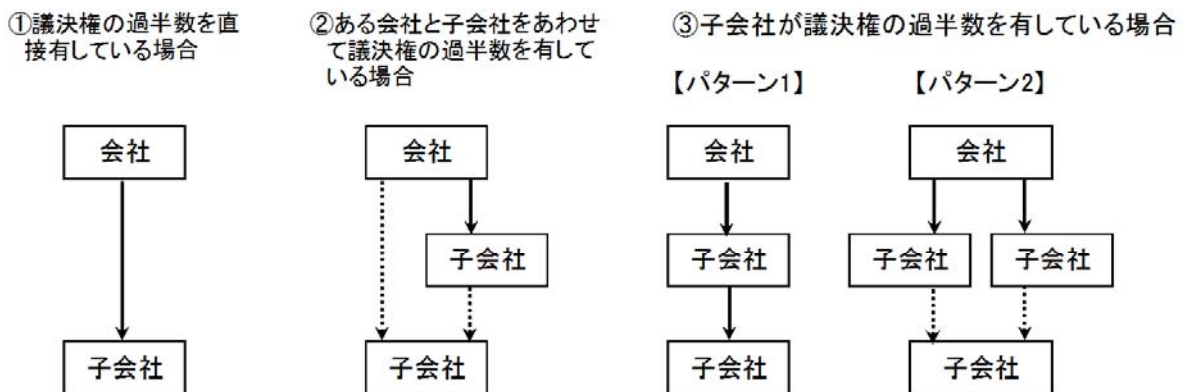 ①議決権の過半数を直
接有している場合
②ある会社と子会社をあわせ
て議決権の過半数を有して
いる場合
③子会社が議決権の過半数を有している場合
【パターン1】
【パターン2】
会社
子会社
会社
子会社
子会社
会社
子会社
子会社
会社
子会社
子会社
子会社